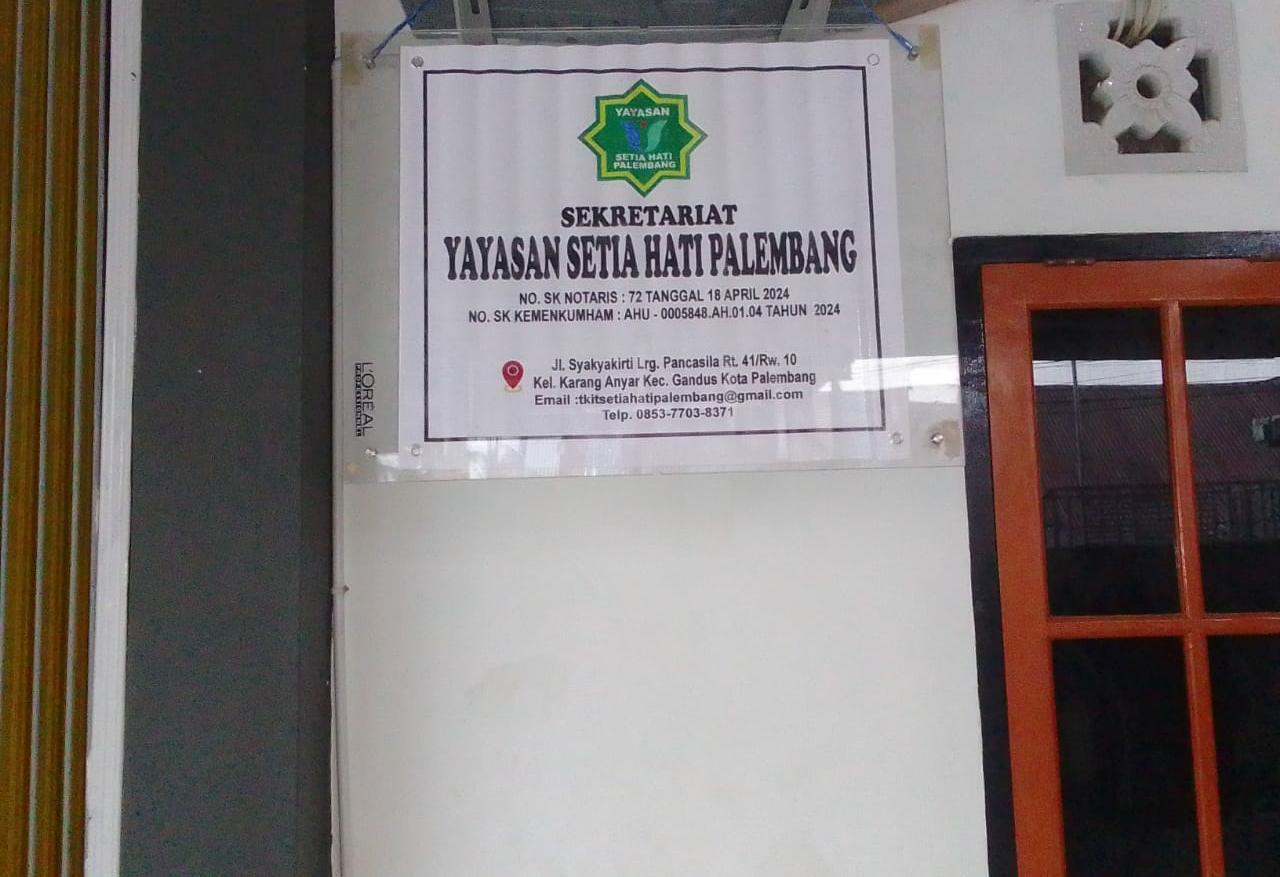 YAYASAN
SETIA HATI
PALEMBANG
SEKRETARIAT
YAYASAN SETIA HATI PALEMBANG
NO. SK NOTARIS : 72 TANGGAL 18 APRIL 2024
NO. SK KEMENKUMHAM : AHU - 0005848.AH.01.04 TAHUN 2024
Jl. Syakyakirti Lrg. Pancasila Rt. 41/Rw. 10
Kel. Karang Anyar Kec. Gandus Kota Palembang
Email :tkitsetiahatipalembang@gmail.com
Telp. 0853-7703-8371
L'ORÉAL
PROFESSIONNEL